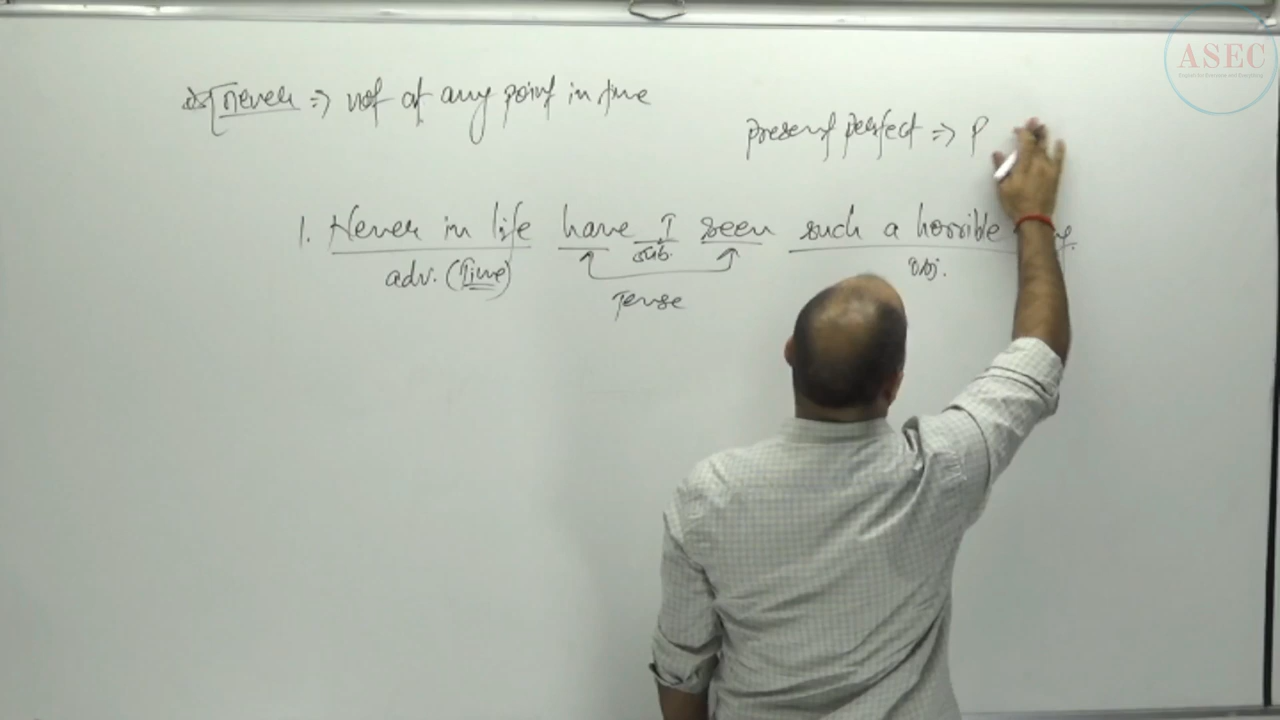 ASEC
never => not at any point in time
present perfect => P
1. Never in life have I seen such a horrible
adv. (Time) sub. obj.
Tense